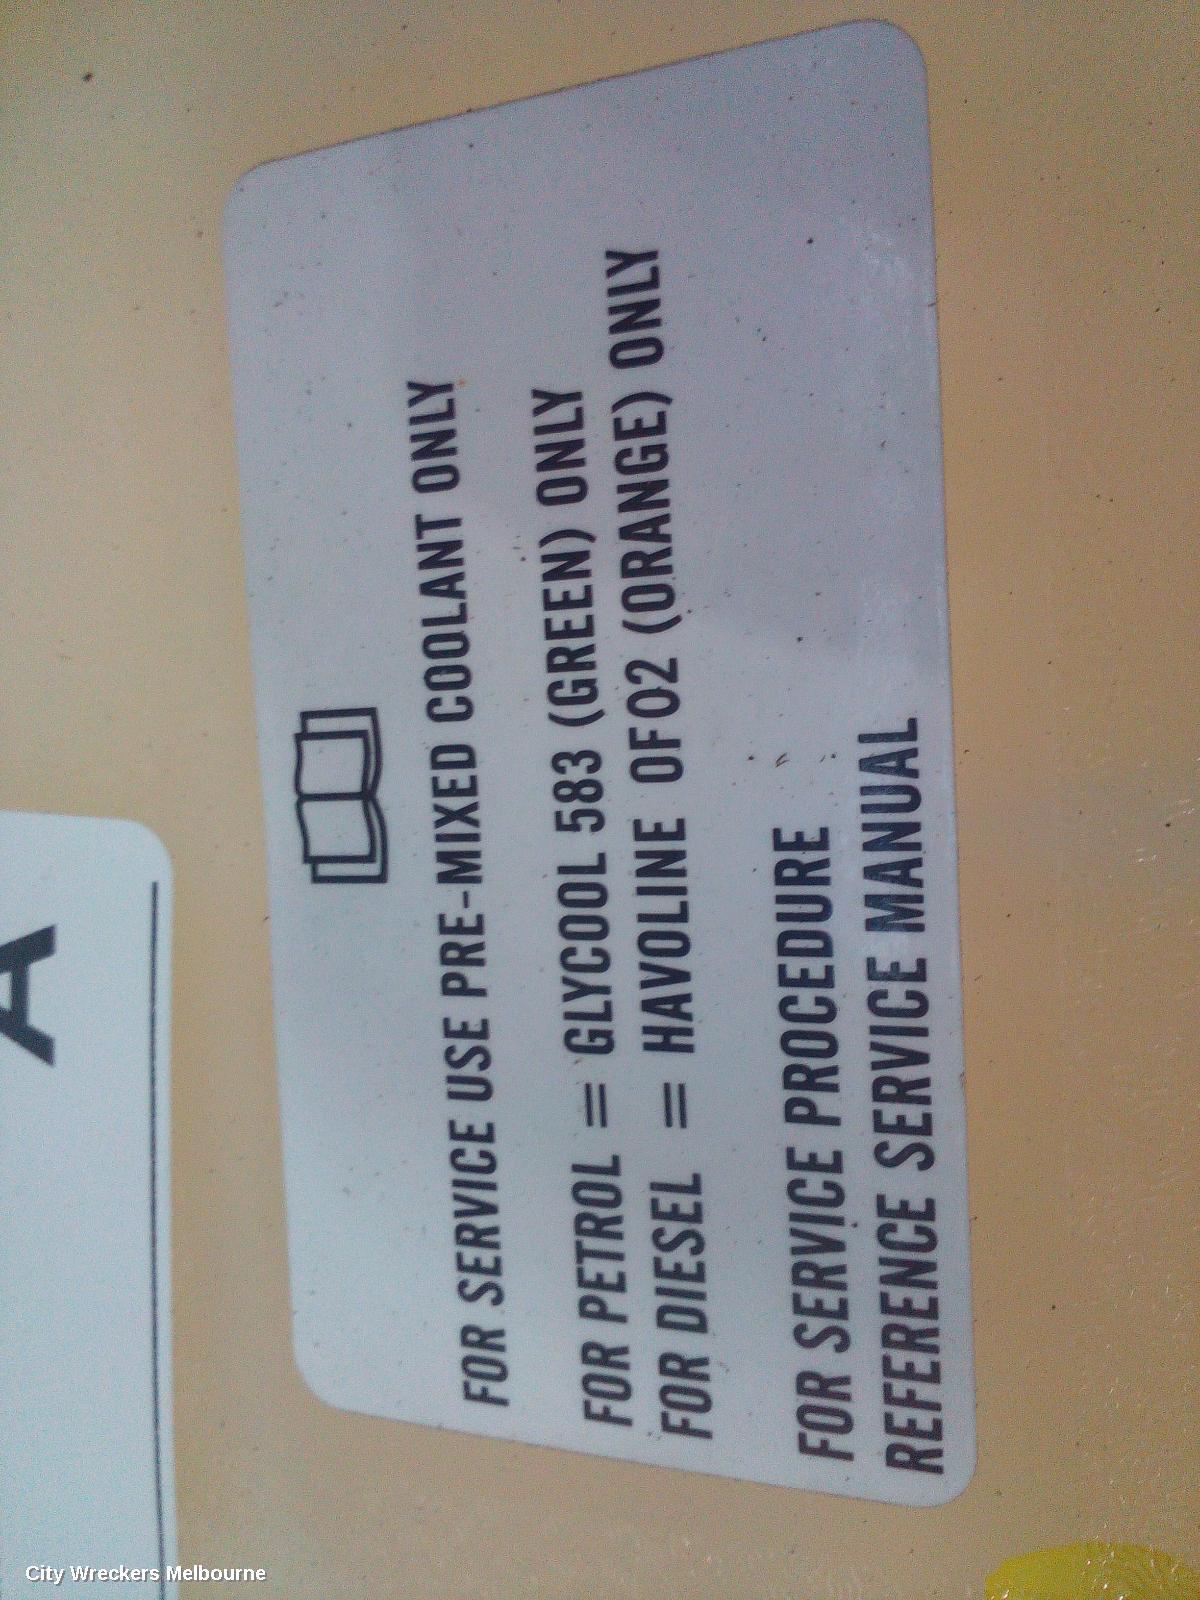 FOR SERVICE USE PRE-MIXED COOLANT ONLY
FOR PETROL = GLYCOOL 583 (GREEN) ONLY
FOR DIESEL = HAVOLINE OF02 (ORANGE) ONLY
FOR SERVICE PROCEDURE
REFERENCE SERVICE MANUAL
A
City Wreckers Melbourne